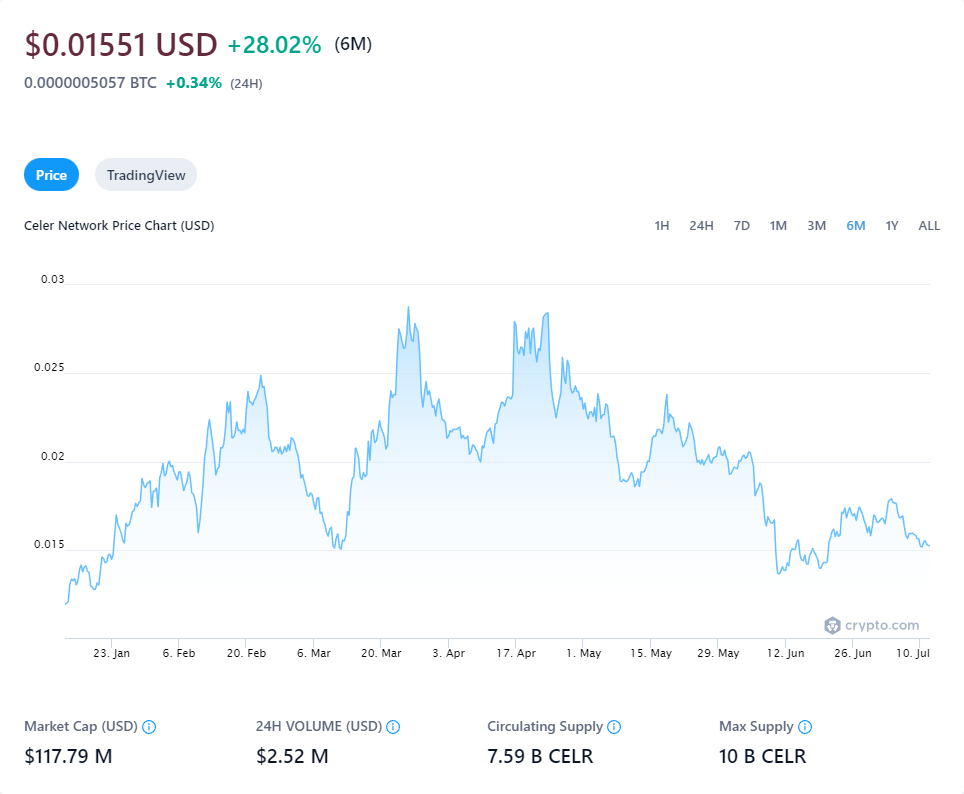 $0.01551 USD +28.02% (6M)
0.0000005057 BTC +0.34% (24H)
Price TradingView
Celer Network Price Chart (USD) 1H 24H 7D 1M 3M 6M 1Y ALL
0.03
0.025
0.02
0.015
crypto.com
23. Jan 6. Feb 20. Feb 6. Mar 20. Mar 3. Apr 17. Apr 1. May 15. May 29. May 12. Jun 26. Jun 10. Jul
Market Cap (USD) 24H VOLUME (USD) Circulating Supply Max Supply
$117.79 M $2.52 M 7.59 B CELR 10 B CELR